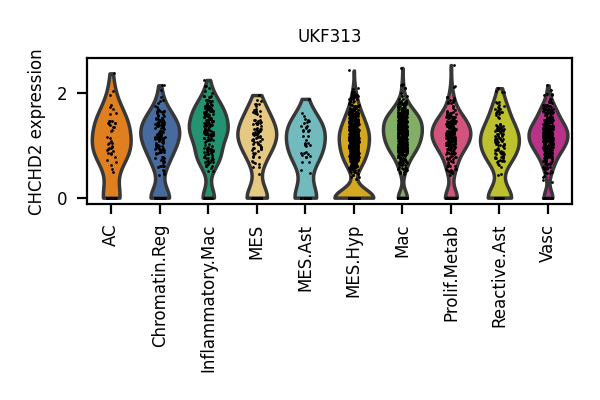 UKF313
CHCHD2 expression
2
0
AC
Chromatin.Reg
Inflammatory.Mac
MES
MES.Ast
MES.Hyp
Mac
Prolif.Metab
Reactive.Ast
Vasc